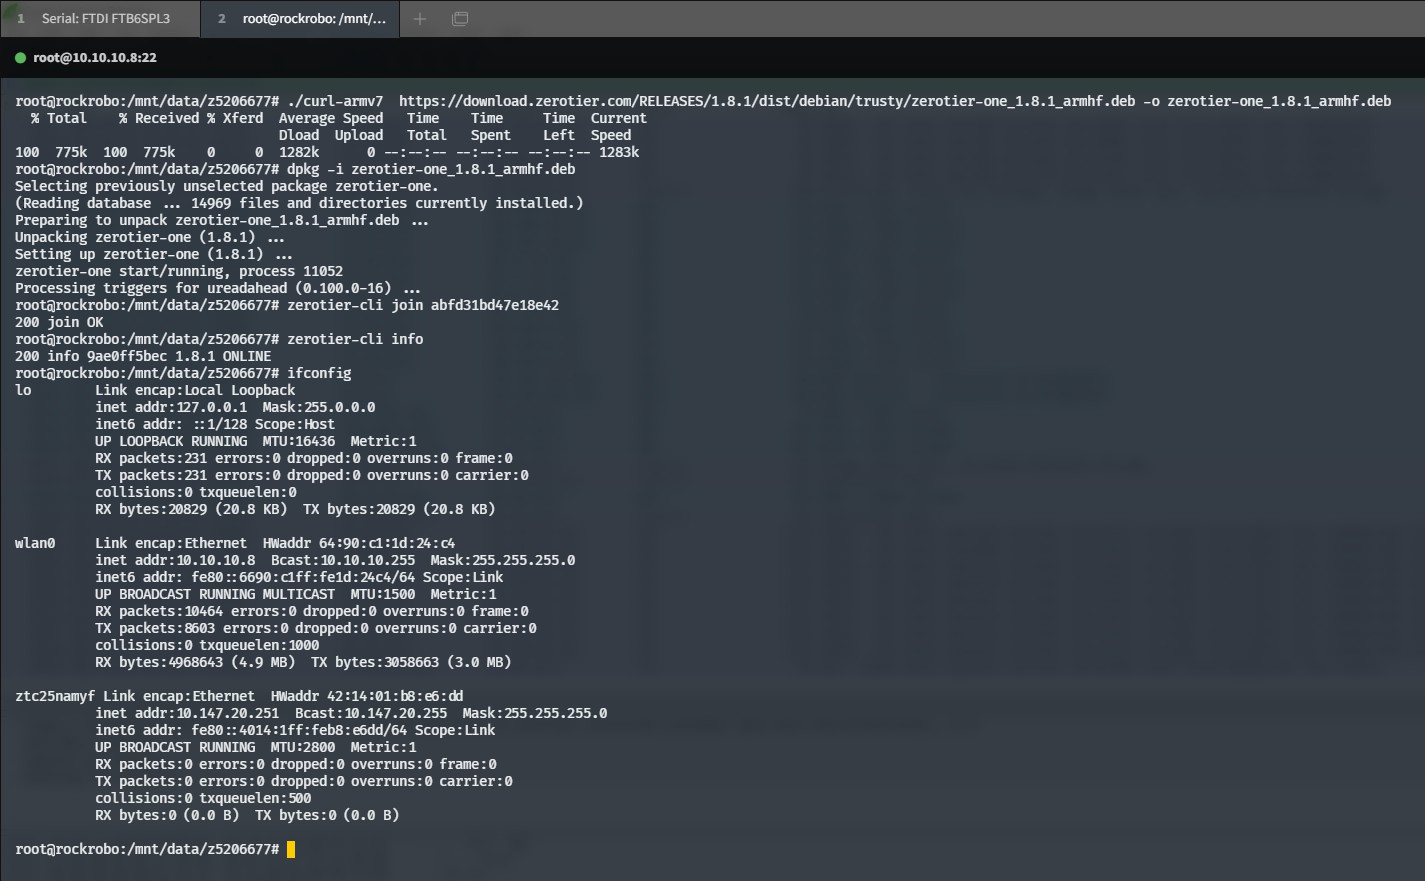 1 Serial: FTDI FTB6SPL3
2 root@rockrobo: /mnt/...
root@10.10.10.8:22
root@rockrobo:/mnt/data/z5206677# ./curl-armv7  https://download.zerotier.com/RELEASES/1.8.1/dist/debian/trusty/zerotier-one_1.8.1_armhf.deb -o zerotier-one_1.8.1_armhf.deb
  % Total    % Received % Xferd  Average Speed   Time    Time     Time  Current
                                 Dload  Upload   Total   Spent    Left  Speed
100  775k  100  775k    0     0  1282k      0 --:--:-- --:--:-- --:--:-- 1283k
root@rockrobo:/mnt/data/z5206677# dpkg -i zerotier-one_1.8.1_armhf.deb
Selecting previously unselected package zerotier-one.
(Reading database ... 14969 files and directories currently installed.)
Preparing to unpack zerotier-one_1.8.1_armhf.deb ...
Unpacking zerotier-one (1.8.1) ...
Setting up zerotier-one (1.8.1) ...
zerotier-one start/running, process 11052
Processing triggers for ureadahead (0.100.0-16) ...
root@rockrobo:/mnt/data/z5206677# zerotier-cli join abfd31bd47e18e42
200 join OK
root@rockrobo:/mnt/data/z5206677# zerotier-cli info
200 info 9ae0ff5bec 1.8.1 ONLINE
root@rockrobo:/mnt/data/z5206677# ifconfig
lo        Link encap:Local Loopback
          inet addr:127.0.0.1  Mask:255.0.0.0
          inet6 addr: ::1/128 Scope:Host
          UP LOOPBACK RUNNING  MTU:16436  Metric:1
          RX packets:231 errors:0 dropped:0 overruns:0 frame:0
          TX packets:231 errors:0 dropped:0 overruns:0 carrier:0
          collisions:0 txqueuelen:0
          RX bytes:20829 (20.8 KB)  TX bytes:20829 (20.8 KB)
wlan0     Link encap:Ethernet  HWaddr 64:90:c1:1d:24:c4
          inet addr:10.10.10.8  Bcast:10.10.10.255  Mask:255.255.255.0
          inet6 addr: fe80::6690:c1ff:fe1d:24c4/64 Scope:Link
          UP BROADCAST RUNNING MULTICAST  MTU:1500  Metric:1
          RX packets:10464 errors:0 dropped:0 overruns:0 frame:0
          TX packets:8603 errors:0 dropped:0 overruns:0 carrier:0
          collisions:0 txqueuelen:1000
          RX bytes:4968643 (4.9 MB)  TX bytes:3058663 (3.0 MB)
ztc25namyf Link encap:Ethernet  HWaddr 42:14:01:b8:e6:dd
          inet addr:10.147.20.251  Bcast:10.147.20.255  Mask:255.255.255.0
          inet6 addr: fe80::4014:1ff:feb8:e6dd/64 Scope:Link
          UP BROADCAST RUNNING  MTU:2800  Metric:1
          RX packets:0 errors:0 dropped:0 overruns:0 frame:0
          TX packets:0 errors:0 dropped:0 overruns:0 carrier:0
          collisions:0 txqueuelen:500
          RX bytes:0 (0.0 B)  TX bytes:0 (0.0 B)
root@rockrobo:/mnt/data/z5206677#